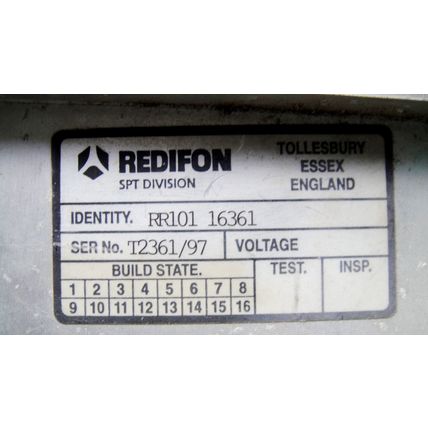 REDIFON
SPT DIVISION
TOLLESBURY
ESSEX
ENGLAND
IDENTITY. RR101 16361
SER No. T2361/97 VOLTAGE
BUILD STATE. TEST. INSP.
1 2 3 4 5 6 7 8
9 10 11 12 13 14 15 16